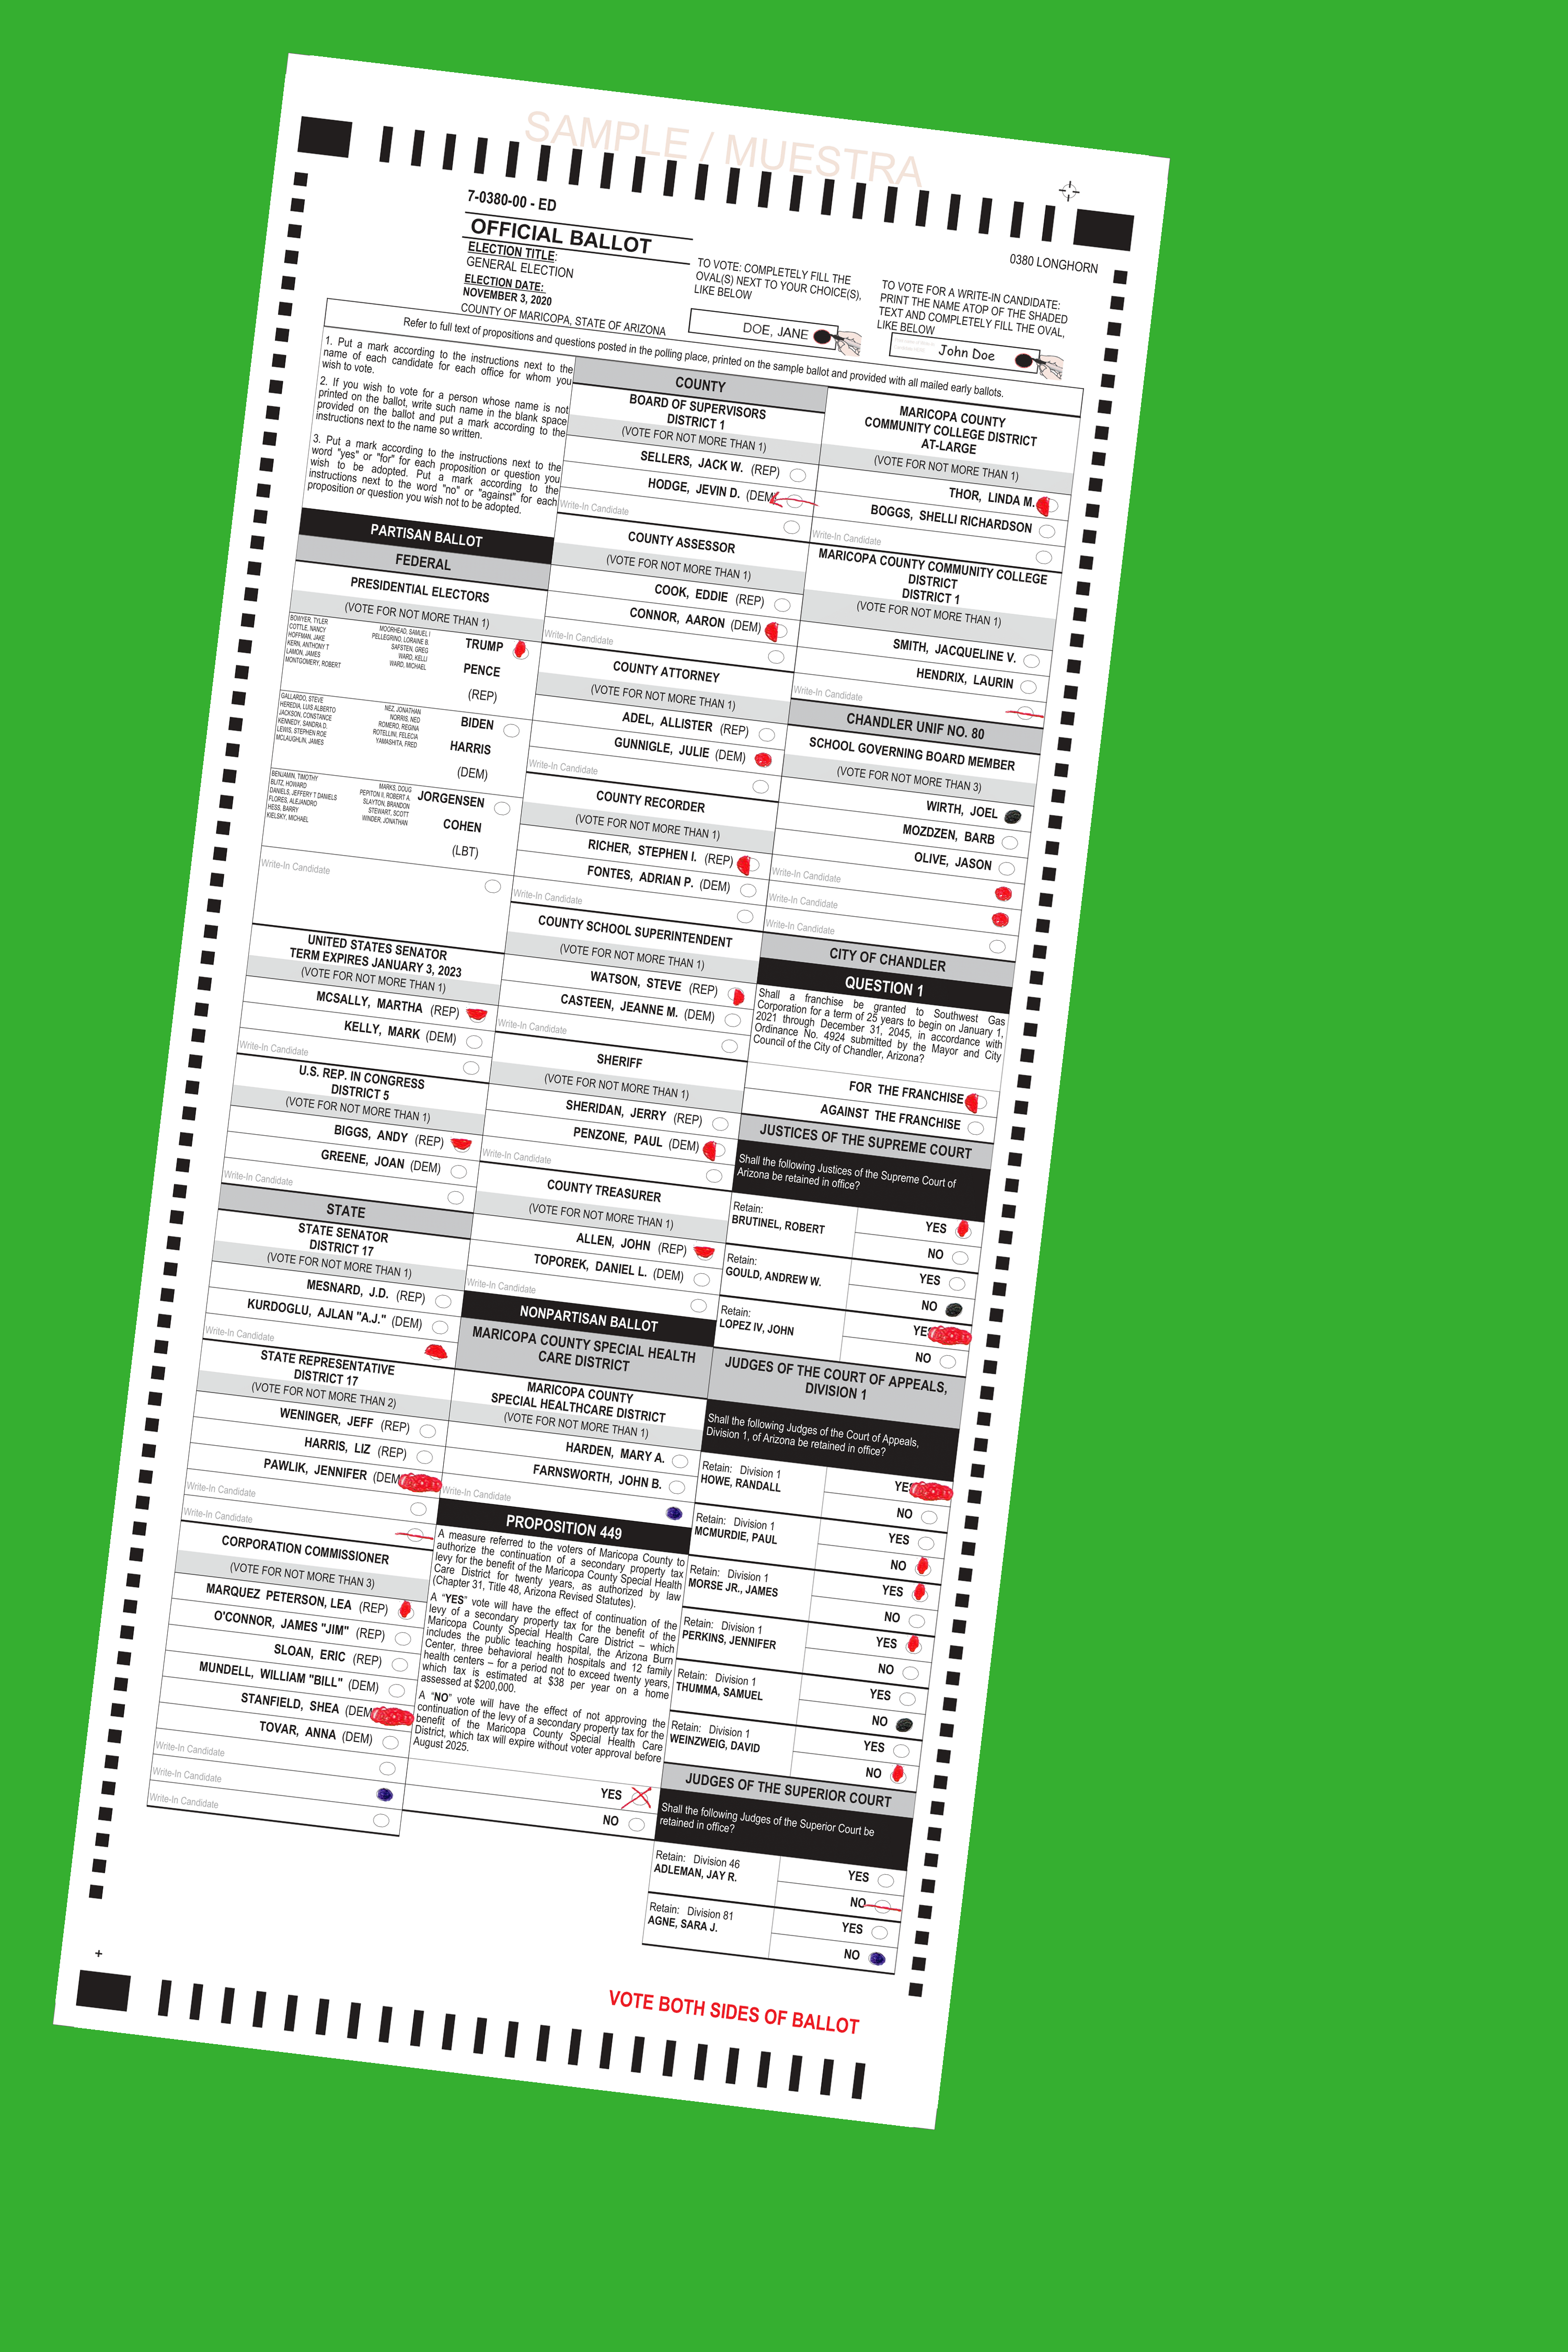 SAMPLE / MUESTRA
7-0380-00 - ED
0380 LONGHORN
OFFICIAL BALLOT
ELECTION TITLE:
GENERAL ELECTION
ELECTION DATE:
NOVEMBER 3, 2020
COUNTY OF MARICOPA, STATE OF ARIZONA
TO VOTE: COMPLETELY FILL THE
OVAL(S) NEXT TO YOUR CHOICE(S),
LIKE BELOW
DOE, JANE
TO VOTE FOR A WRITE-IN CANDIDATE:
PRINT THE NAME ATOP OF THE SHADED
TEXT AND COMPLETELY FILL THE OVAL,
LIKE BELOW
John Doe
Refer to full text of propositions and questions posted in the polling place, printed on the sample ballot and provided with all mailed early ballots.
1. Put a mark according to the instructions next to the
name of each candidate for each office for whom you
wish to vote.
2. If you wish to vote for a person whose name is not
printed on the ballot, write such name in the blank space
provided on the ballot and put a mark according to the
instructions next to the name so written.
3. Put a mark according to the instructions next to the
word "yes" or "for" for each proposition or question you
wish to be adopted. Put a mark according to the
instructions next to the word "no" or "against" for each
proposition or question you wish not to be adopted.
PARTISAN BALLOT
FEDERAL
PRESIDENTIAL ELECTORS
(VOTE FOR NOT MORE THAN 1)
BOWYER, TYLER
COTTLE, NANCY
HOFFMAN, JAKE
KERN, ANTHONY T
LAMON, JAMES
MONTGOMERY, ROBERT
MOORHEAD, SAMUEL I
PELLEGRINO, LORAINE B.
SAFSTEN, GREG
WARD, KELLI
WARD, MICHAEL
TRUMP
PENCE
(REP)
GALLARDO, STEVE
HEREDIA, LUIS ALBERTO
JACKSON, CONSTANCE
KENNEDY, SANDRA D.
LEWIS, STEPHEN ROE
MCLAUGHLIN, JAMES
NEZ, JONATHAN
NORRIS, NED
ROMERO, REGINA
ROTELLINI, FELECIA
YAMASHITA, FRED
BIDEN
HARRIS
(DEM)
BENJAMIN, TIMOTHY
BLITZ, HOWARD
DANIELS, JEFFERY T DANIELS
FLORES, ALEJANDRO
HESS, BARRY
KIELSKY, MICHAEL
MARKS, DOUG
PEPITON II, ROBERT A.
SLAYTON, BRANDON
STEWART, SCOTT
WINDER, JONATHAN
JORGENSEN
COHEN
(LBT)
Write-In Candidate
UNITED STATES SENATOR
TERM EXPIRES JANUARY 3, 2023
(VOTE FOR NOT MORE THAN 1)
MCSALLY, MARTHA (REP)
KELLY, MARK (DEM)
Write-In Candidate
U.S. REP. IN CONGRESS
DISTRICT 5
(VOTE FOR NOT MORE THAN 1)
BIGGS, ANDY (REP)
GREENE, JOAN (DEM)
Write-In Candidate
STATE
STATE SENATOR
DISTRICT 17
(VOTE FOR NOT MORE THAN 1)
MESNARD, J.D. (REP)
KURDOGLU, AJLAN "A.J." (DEM)
Write-In Candidate
STATE REPRESENTATIVE
DISTRICT 17
(VOTE FOR NOT MORE THAN 2)
WENINGER, JEFF (REP)
HARRIS, LIZ (REP)
PAWLIK, JENNIFER (DEM
Write-In Candidate
Write-In Candidate
CORPORATION COMMISSIONER
(VOTE FOR NOT MORE THAN 3)
MARQUEZ PETERSON, LEA (REP)
O'CONNOR, JAMES "JIM" (REP)
SLOAN, ERIC (REP)
MUNDELL, WILLIAM "BILL" (DEM)
STANFIELD, SHEA (DEM
TOVAR, ANNA (DEM)
Write-In Candidate
Write-In Candidate
Write-In Candidate
COUNTY
BOARD OF SUPERVISORS
DISTRICT 1
(VOTE FOR NOT MORE THAN 1)
SELLERS, JACK W. (REP)
HODGE, JEVIN D. (DEM
Write-In Candidate
COUNTY ASSESSOR
(VOTE FOR NOT MORE THAN 1)
COOK, EDDIE (REP)
CONNOR, AARON (DEM)
Write-In Candidate
COUNTY ATTORNEY
(VOTE FOR NOT MORE THAN 1)
ADEL, ALLISTER (REP)
GUNNIGLE, JULIE (DEM)
Write-In Candidate
COUNTY RECORDER
(VOTE FOR NOT MORE THAN 1)
RICHER, STEPHEN I. (REP)
FONTES, ADRIAN P. (DEM)
Write-In Candidate
COUNTY SCHOOL SUPERINTENDENT
(VOTE FOR NOT MORE THAN 1)
WATSON, STEVE (REP)
CASTEEN, JEANNE M. (DEM)
Write-In Candidate
SHERIFF
(VOTE FOR NOT MORE THAN 1)
SHERIDAN, JERRY (REP)
PENZONE, PAUL (DEM)
Write-In Candidate
COUNTY TREASURER
(VOTE FOR NOT MORE THAN 1)
ALLEN, JOHN (REP)
TOPOREK, DANIEL L. (DEM)
Write-In Candidate
NONPARTISAN BALLOT
MARICOPA COUNTY SPECIAL HEALTH
CARE DISTRICT
MARICOPA COUNTY
SPECIAL HEALTHCARE DISTRICT
(VOTE FOR NOT MORE THAN 1)
HARDEN, MARY A.
FARNSWORTH, JOHN B.
Write-In Candidate
PROPOSITION 449
A measure referred to the voters of Maricopa County to
authorize the continuation of a secondary property tax
levy for the benefit of the Maricopa County Special Health
Care District for twenty years, as authorized by law
(Chapter 31, Title 48, Arizona Revised Statutes).
A “YES” vote will have the effect of continuation of the
levy of a secondary property tax for the benefit of the
Maricopa County Special Health Care District – which
includes the public teaching hospital, the Arizona Burn
Center, three behavioral health hospitals and 12 family
health centers – for a period not to exceed twenty years,
which tax is estimated at $38 per year on a home
assessed at $200,000.
A “NO” vote will have the effect of not approving the
continuation of the levy of a secondary property tax for the
benefit of the Maricopa County Special Health Care
District, which tax will expire without voter approval before
August 2025.
YES
NO
MARICOPA COUNTY
COMMUNITY COLLEGE DISTRICT
AT-LARGE
(VOTE FOR NOT MORE THAN 1)
THOR, LINDA M.
BOGGS, SHELLI RICHARDSON
Write-In Candidate
MARICOPA COUNTY COMMUNITY COLLEGE
DISTRICT
DISTRICT 1
(VOTE FOR NOT MORE THAN 1)
SMITH, JACQUELINE V.
HENDRIX, LAURIN
Write-In Candidate
CHANDLER UNIF NO. 80
SCHOOL GOVERNING BOARD MEMBER
(VOTE FOR NOT MORE THAN 3)
WIRTH, JOEL
MOZDZEN, BARB
OLIVE, JASON
Write-In Candidate
Write-In Candidate
Write-In Candidate
CITY OF CHANDLER
QUESTION 1
Shall a franchise be granted to Southwest Gas
Corporation for a term of 25 years to begin on January 1,
2021 through December 31, 2045, in accordance with
Ordinance No. 4924 submitted by the Mayor and City
Council of the City of Chandler, Arizona?
FOR THE FRANCHISE
AGAINST THE FRANCHISE
JUSTICES OF THE SUPREME COURT
Shall the following Justices of the Supreme Court of
Arizona be retained in office?
Retain:
BRUTINEL, ROBERT
YES
NO
Retain:
GOULD, ANDREW W.
YES
NO
Retain:
LOPEZ IV, JOHN
YES
NO
JUDGES OF THE COURT OF APPEALS,
DIVISION 1
Shall the following Judges of the Court of Appeals,
Division 1, of Arizona be retained in office?
Retain: Division 1
HOWE, RANDALL
YES
NO
Retain: Division 1
MCMURDIE, PAUL
YES
NO
Retain: Division 1
MORSE JR., JAMES
YES
NO
Retain: Division 1
PERKINS, JENNIFER
YES
NO
Retain: Division 1
THUMMA, SAMUEL
YES
NO
Retain: Division 1
WEINZWEIG, DAVID
YES
NO
JUDGES OF THE SUPERIOR COURT
Shall the following Judges of the Superior Court be
retained in office?
Retain: Division 46
ADLEMAN, JAY R.
YES
NO
Retain: Division 81
AGNE, SARA J.
YES
NO
VOTE BOTH SIDES OF BALLOT